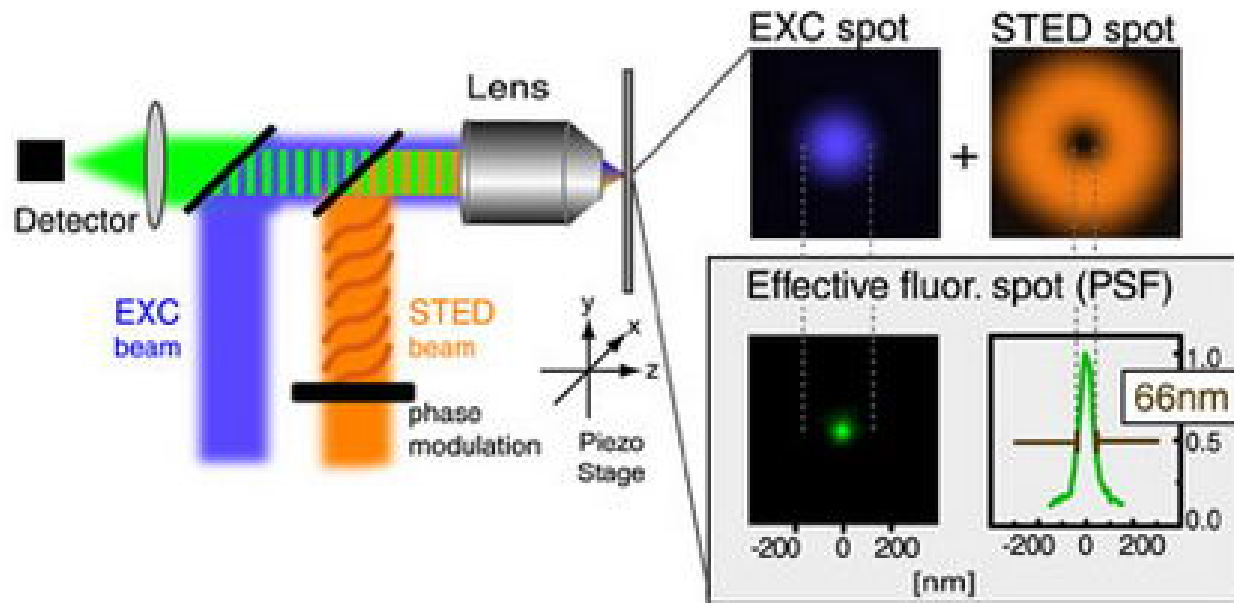 EXC spot
STED spot
Lens
+
Detector
EXC
beam
STED
beam
phase
modulation
y
x
z
Piezo
Stage
Effective fluor. spot (PSF)
1.0
66nm
0.5
0.0
-200 0 200
-200 0 200
[nm]